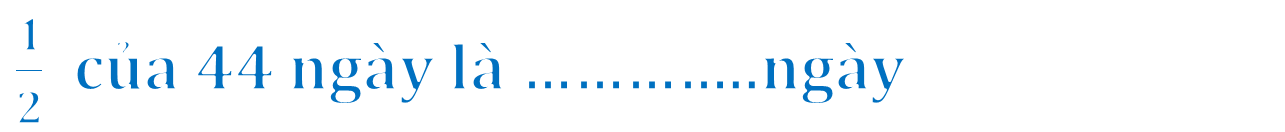 1/2 của 44 ngày là ................ngày